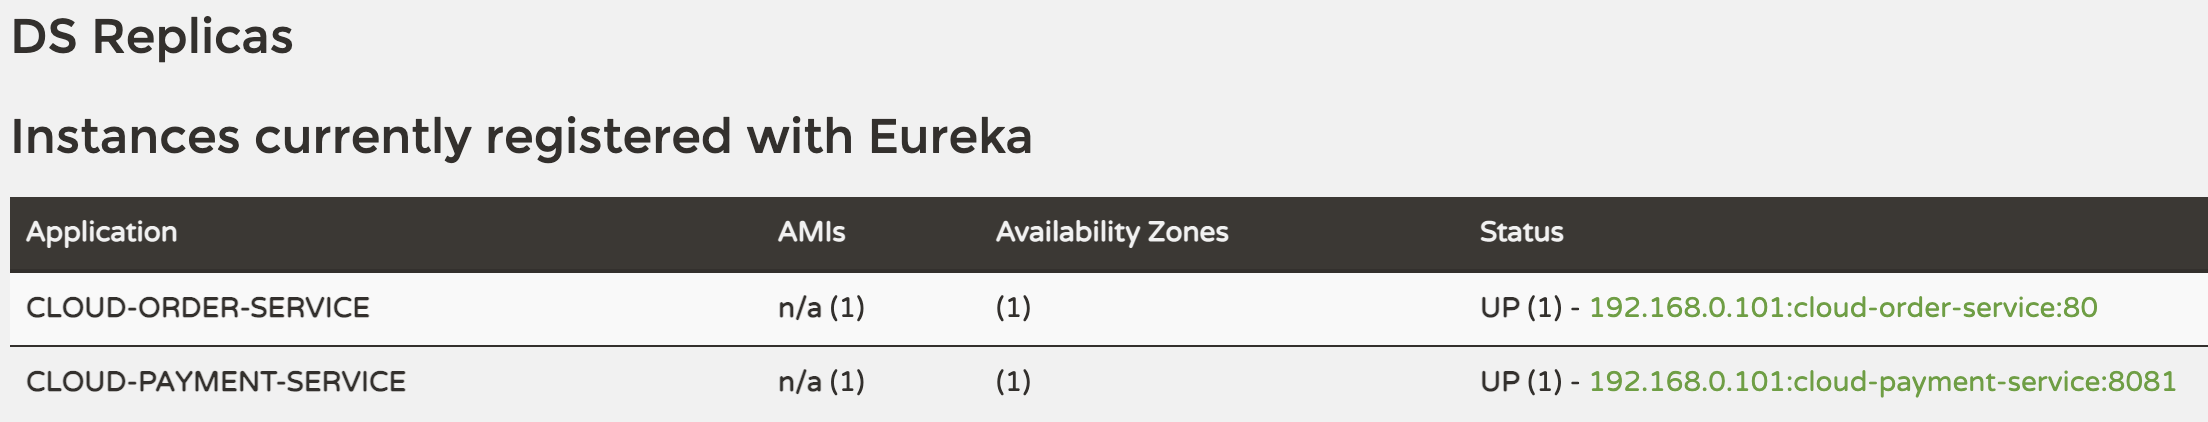 DS Replicas
Instances currently registered with Eureka
Application AMIs Availability Zones Status
CLOUD-ORDER-SERVICE n/a (1) (1) UP (1) - 192.168.0.101:cloud-order-service:80
CLOUD-PAYMENT-SERVICE n/a (1) (1) UP (1) - 192.168.0.101:cloud-payment-service:8081